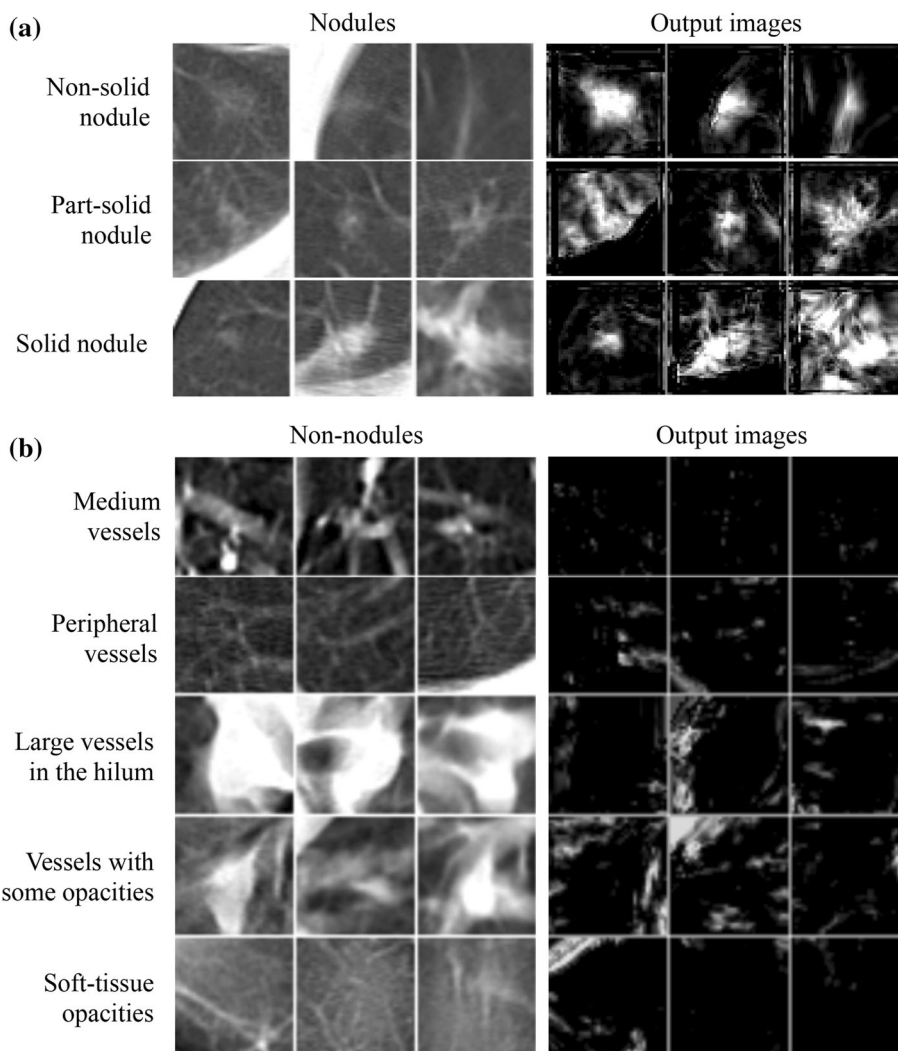 (a)
Nodules
Output images
Non-solid
nodule
Part-solid
nodule
Solid nodule
(b)
Non-nodules
Output images
Medium
vessels
Peripheral
vessels
Large vessels
in the hilum
Vessels with
some opacities
Soft-tissue
opacities